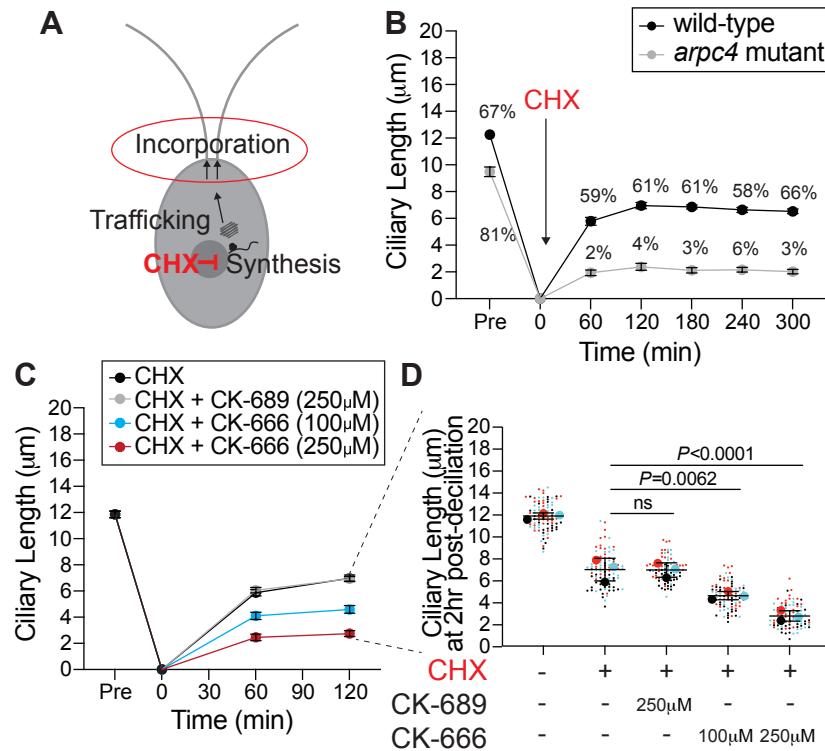 A
Incorporation
Trafficking
CHX
Synthesis
B
wild-type
arpc4 mutant
Ciliary Length (μm)
20
18
16
14
12
10
8
6
4
2
0
CHX
67%
81%
59%
61%
61%
58%
66%
2%
4%
3%
6%
3%
Pre
0
60
120
180
240
300
Time (min)
C
CHX
CHX + CK-689 (250μM)
CHX + CK-666 (100μM)
CHX + CK-666 (250μM)
Ciliary Length (μm)
20
18
16
14
12
10
8
6
4
2
0
Pre
0
30
60
90
120
Time (min)
D
Ciliary Length (μm)
at 2hr post-deciliation
20
18
16
14
12
10
8
6
4
2
0
P<0.0001
P=0.0062
ns
CHX - + + + +
CK-689 - - 250μM - -
CK-666 - - - 100μM 250μM